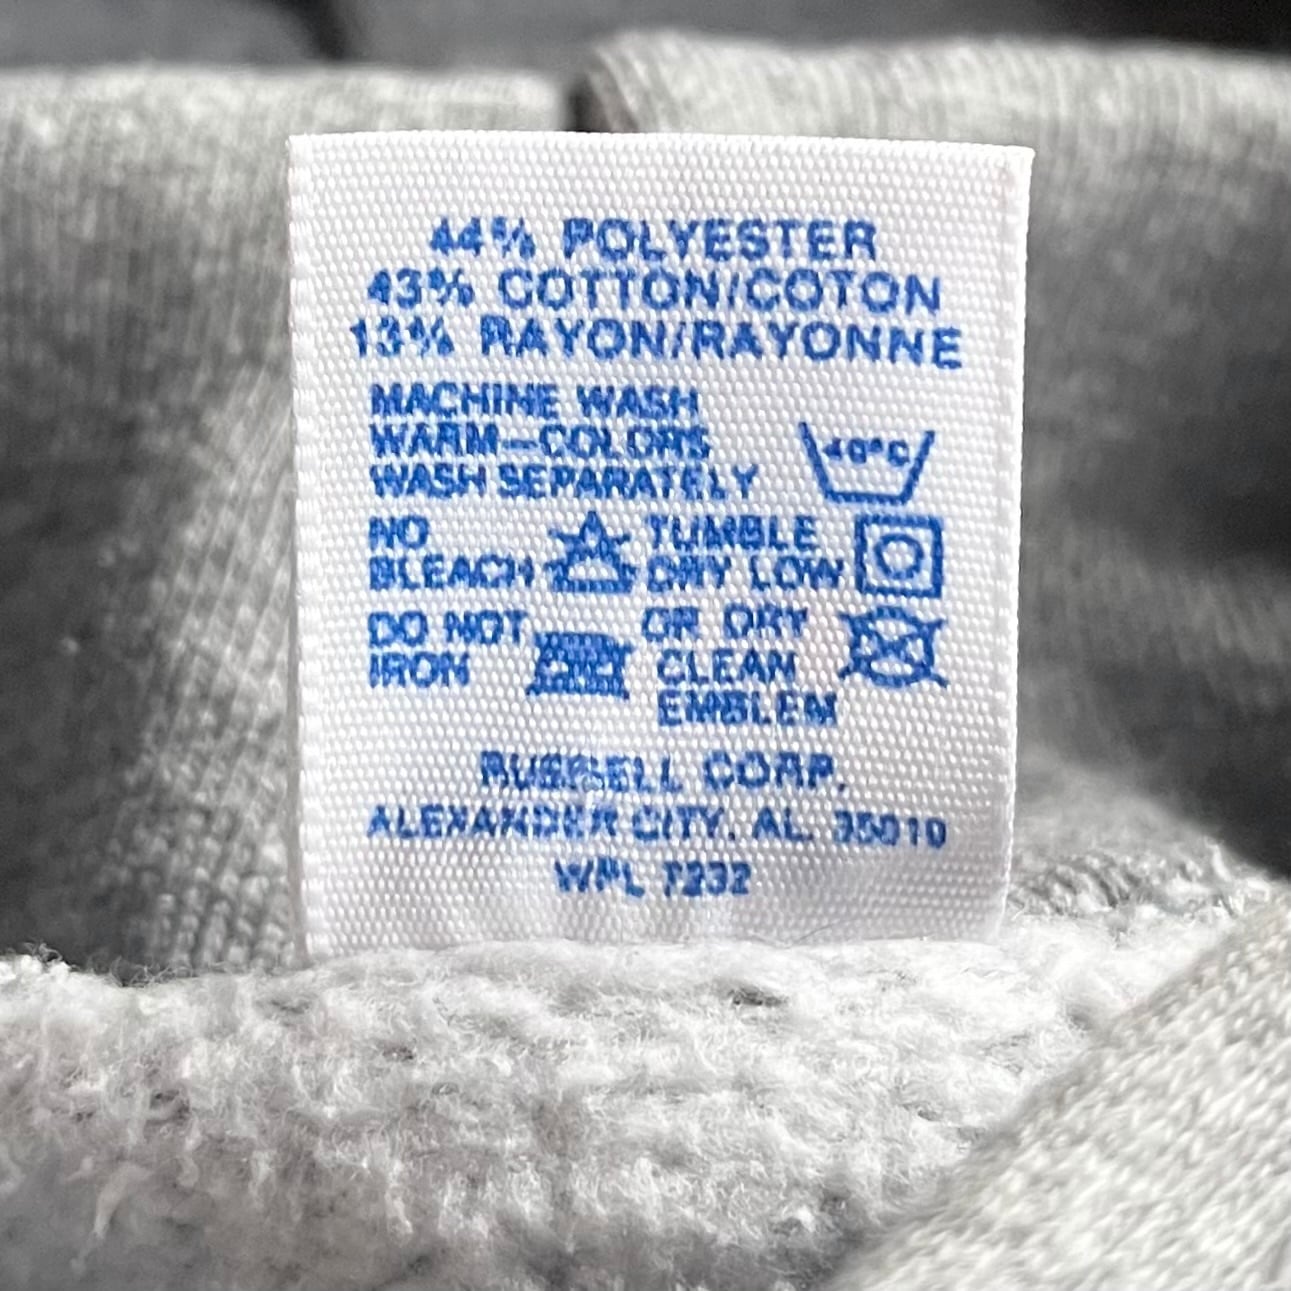 44% POLYESTER
43% COTTON/COTON
13% RAYON/RAYONNE
MACHINE WASH
WARM-COLORS
WASH SEPARATELY
40°C
NO
BLEACH
TUMBLE
DRY LOW
DO NOT
IRON
OR DRY
CLEAN
EMBLEM
RUSSELL CORP.
ALEXANDER CITY, AL. 35010
WPL 7232